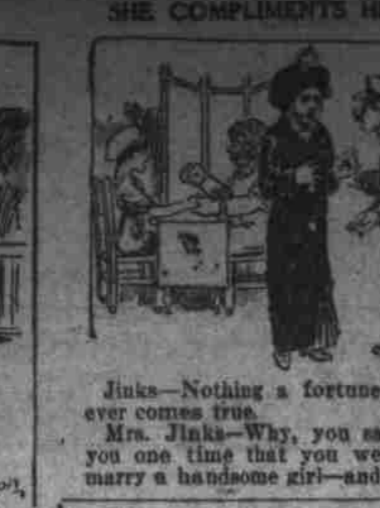 SHE COMPLIMENTS H
Jinks—Nothing a fortune
ever comes true.
Mrs. Jinks—Why, you sa
you one time that you we
marry a handsome girl—and